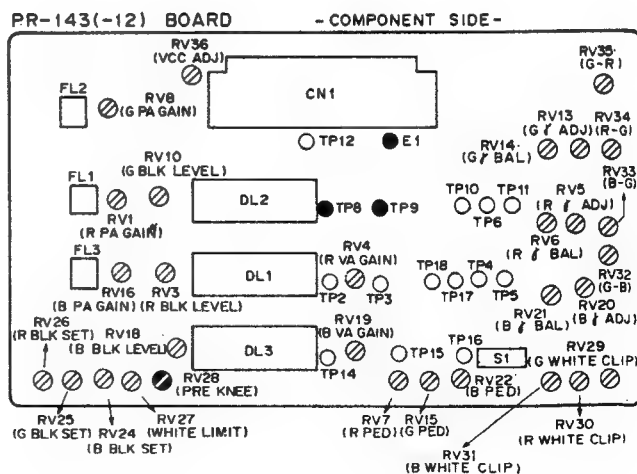 PR-143(-12) BOARD -COMPONENT SIDE-
RV36
(VCC ADJ)
RV35
(G-R)
FL2
RV8
(G PA GAIN)
CN1
TP12
E1
RV13
(G γ ADJ)
RV34
(R-G)
RV14
(G γ BAL)
RV33
(B-G)
RV10
(G BLK LEVEL)
FL1
RV1
(R PA GAIN)
DL2
TP8
TP9
TP10
TP11
TP6
RV5
(R γ ADJ)
RV6
(R γ BAL)
FL3
RV16
(B PA GAIN)
RV3
(R BLK LEVEL)
DL1
RV4
(R VA GAIN)
TP2
TP3
TP18
TP4
TP17
TP5
RV32
(G-B)
RV20
(B γ ADJ)
RV21
(B γ BAL)
RV26
(R BLK SET)
RV18
(B BLK LEVEL)
DL3
RV19
(B VA GAIN)
TP14
TP15
TP16
S1
RV29
(G WHITE CLIP)
RV28
(PRE KNEE)
RV22
(B PED)
RV25
(G BLK SET)
RV24
(B BLK SET)
RV27
(WHITE LIMIT)
RV7
(R PED)
RV15
(G PED)
RV31
(B WHITE CLIP)
RV30
(R WHITE CLIP)